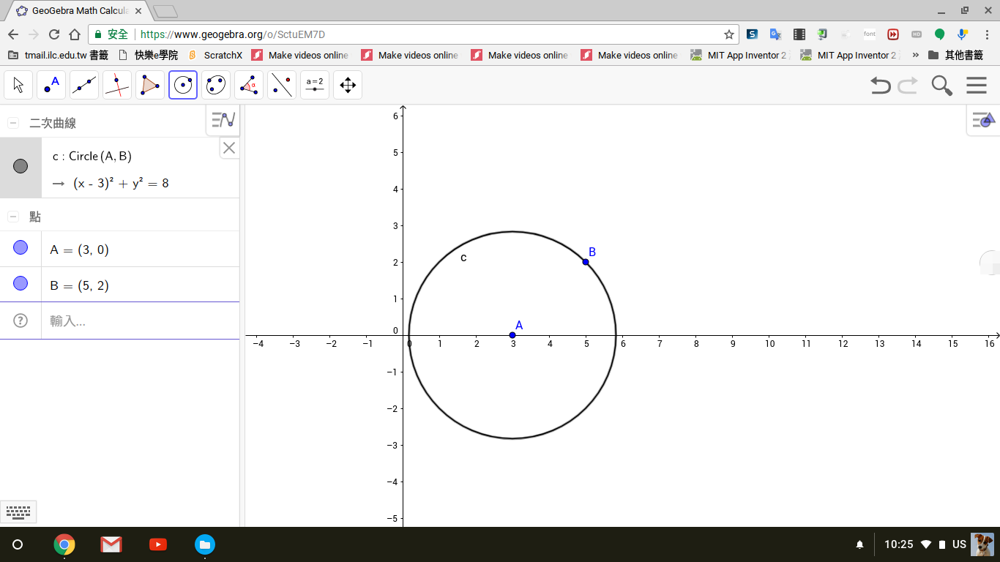 GeoGebra Math Calcula
安全 https://www.geogebra.org/o/SctuEM7D
font HD
tmail.ilc.edu.tw 書籤 快樂e學院 ScratchX Make videos online Make videos online Make videos online Make videos online MIT App Inventor 2 MIT App Inventor 2 » 其他書籤
A α a=2
二次曲線
c : Circle (A, B)
→ (x - 3)² + y² = 8
點
A = (3, 0)
B = (5, 2)
? 輸入...
6
5
4
3
2
1
0
−1
−2
−3
−4
−5
−4 −3 −2 −1 0 1 2 3 4 5 6 7 8 9 10 11 12 13 14 15 16
c
B
A
10:25 US